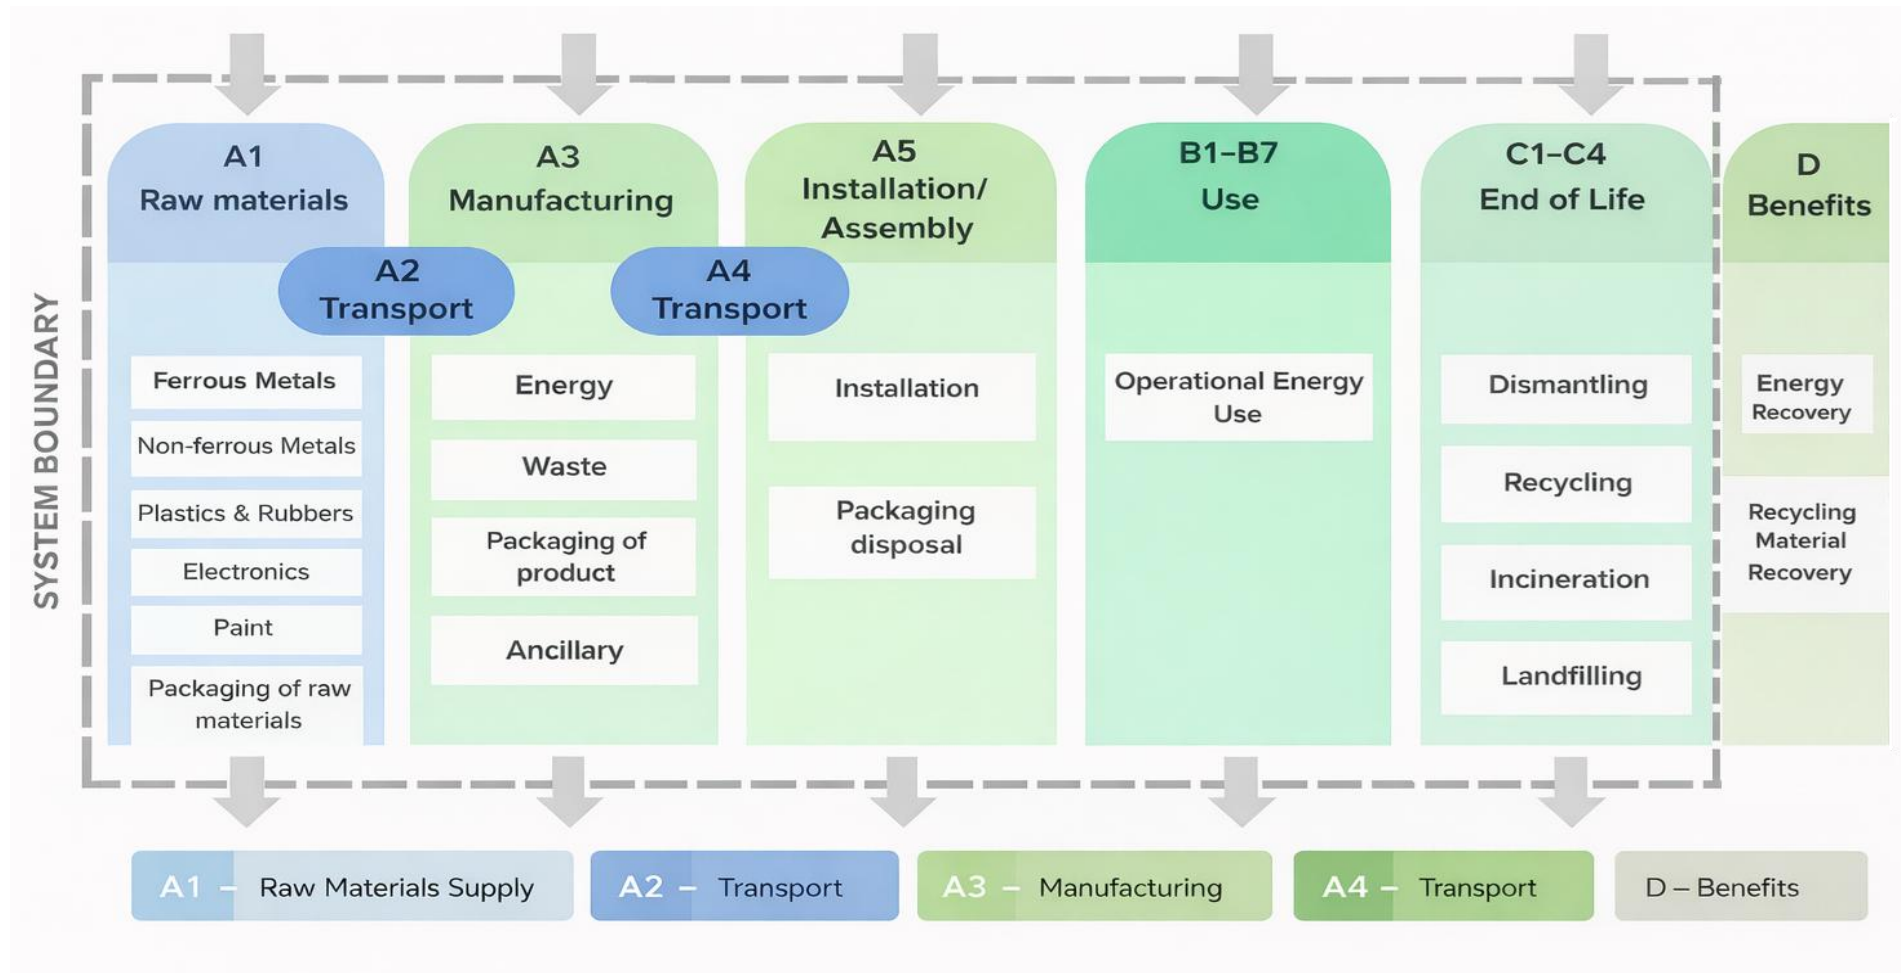 SYSTEM BOUNDARY
A1
Raw materials
A2
Transport
Ferrous Metals
Non-ferrous Metals
Plastics & Rubbers
Electronics
Paint
Packaging of raw
materials
A3
Manufacturing
A4
Transport
Energy
Waste
Packaging of
product
Ancillary
A5
Installation/
Assembly
Installation
Packaging
disposal
B1–B7
Use
Operational Energy
Use
C1–C4
End of Life
Dismantling
Recycling
Incineration
Landfilling
D
Benefits
Energy
Recovery
Recycling
Material
Recovery
A1 – Raw Materials Supply
A2 – Transport
A3 – Manufacturing
A4 – Transport
D – Benefits